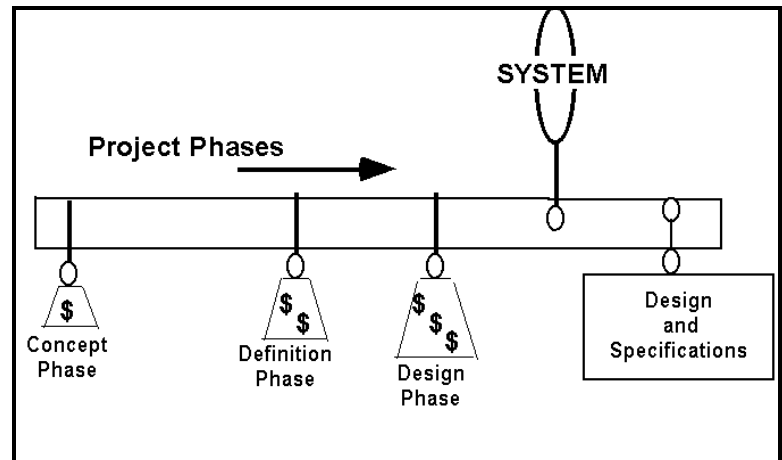 SYSTEM
Project Phases
$
Concept
Phase
$
$
Definition
Phase
$
$
$
Design
Phase
Design
and
Specifications